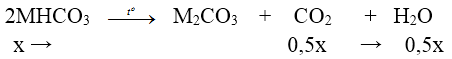 2MHCO₃ —t°→ M₂CO₃ + CO₂ + H₂O
x → 0,5x → 0,5x